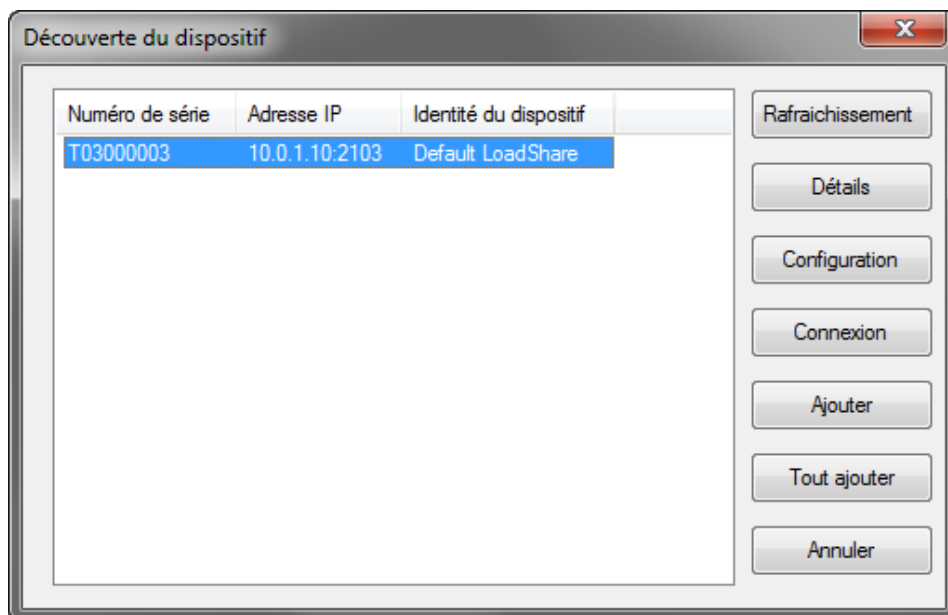 Découverte du dispositif
Numéro de série Adresse IP Identité du dispositif
T03000003 10.0.1.10:2103 Default LoadShare
Rafraichissement
Détails
Configuration
Connexion
Ajouter
Tout ajouter
Annuler